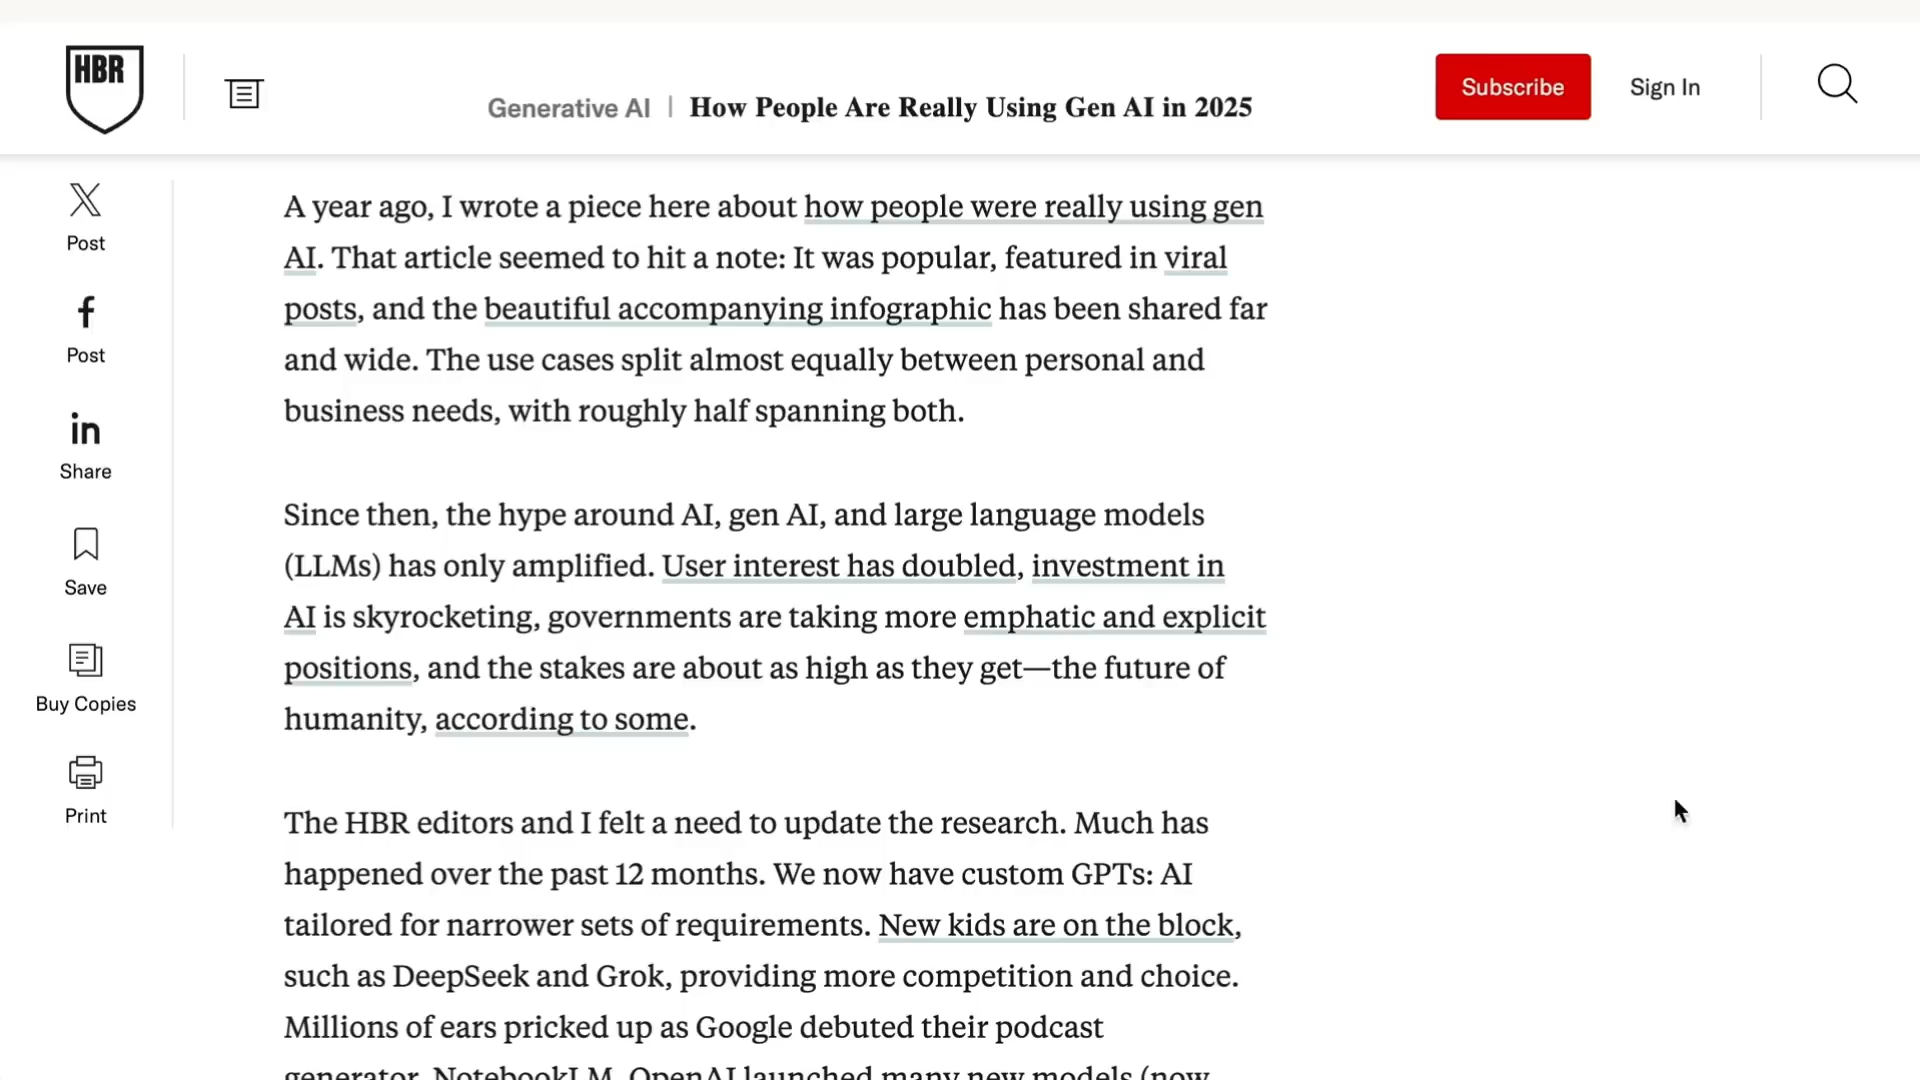 HBR
Generative AI | How People Are Really Using Gen AI in 2025
Subscribe
Sign In
Post
Post
Share
Save
Buy Copies
Print
A year ago, I wrote a piece here about how people were really using gen
AI. That article seemed to hit a note: It was popular, featured in viral
posts, and the beautiful accompanying infographic has been shared far
and wide. The use cases split almost equally between personal and
business needs, with roughly half spanning both.
Since then, the hype around AI, gen AI, and large language models
(LLMs) has only amplified. User interest has doubled, investment in
AI is skyrocketing, governments are taking more emphatic and explicit
positions, and the stakes are about as high as they get—the future of
humanity, according to some.
The HBR editors and I felt a need to update the research. Much has
happened over the past 12 months. We now have custom GPTs: AI
tailored for narrower sets of requirements. New kids are on the block,
such as DeepSeek and Grok, providing more competition and choice.
Millions of ears pricked up as Google debuted their podcast
generator, NotebookLM. OpenAI launched many new models (now